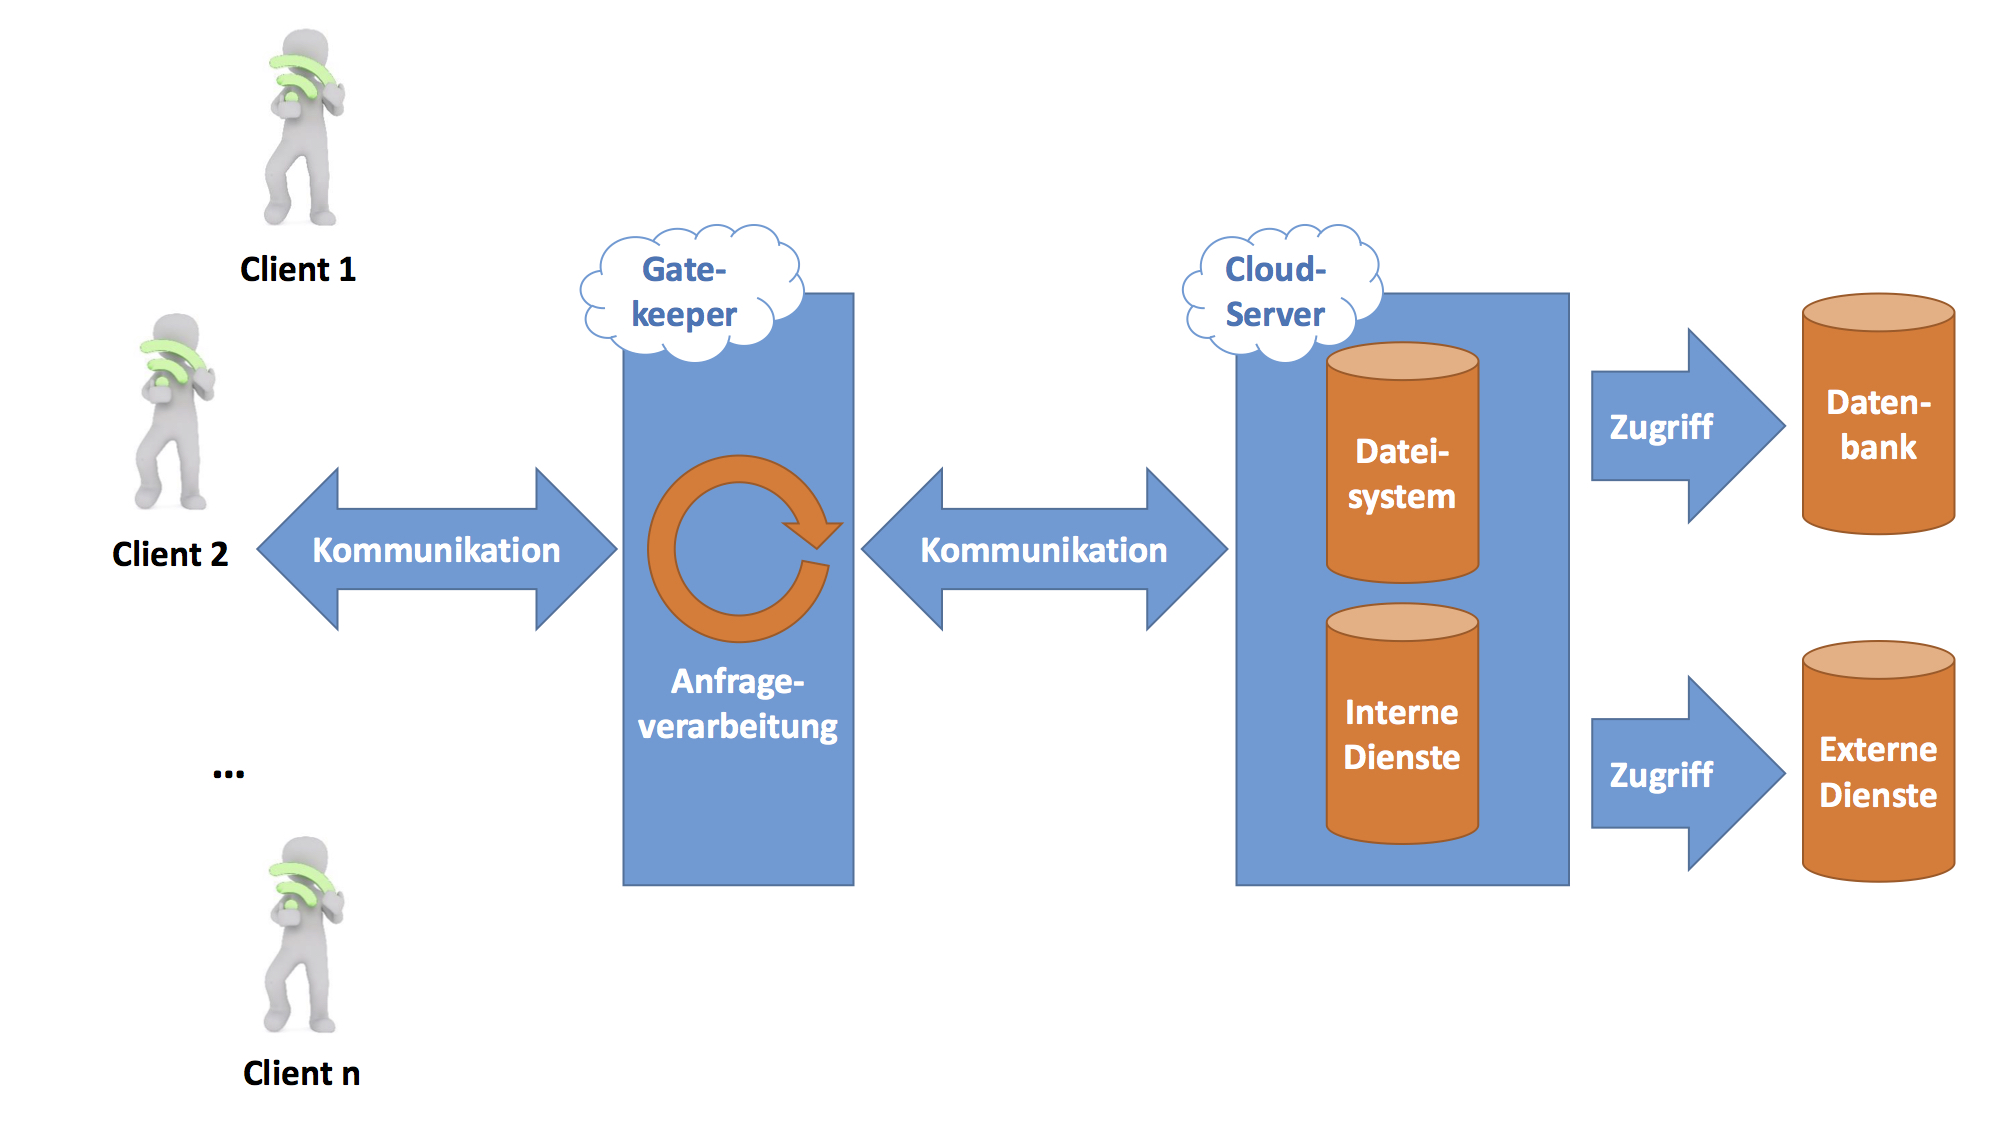 Client 1
Client 2
...
Client n
Kommunikation
Gate-
keeper
Anfrage-
verarbeitung
Kommunikation
Cloud-
Server
Datei-
system
Interne
Dienste
Zugriff
Daten-
bank
Zugriff
Externe
Dienste